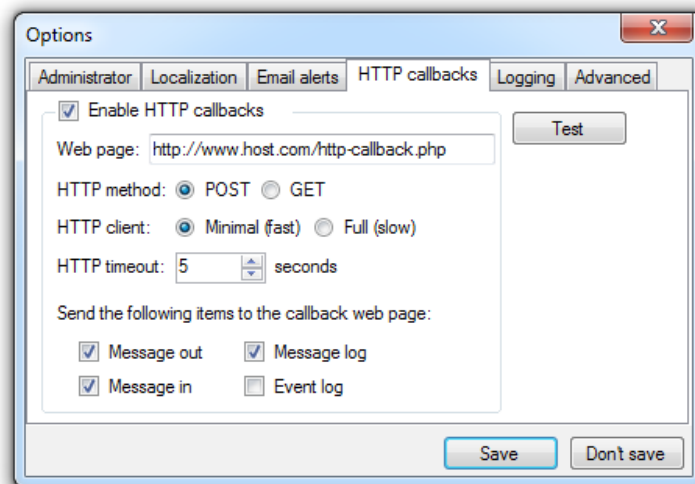 Options
Administrator Localization Email alerts HTTP callbacks Logging Advanced
Enable HTTP callbacks
Test
Web page: http://www.host.com/http-callback.php
HTTP method: POST GET
HTTP client: Minimal (fast) Full (slow)
HTTP timeout: 5 seconds
Send the following items to the callback web page:
Message out Message log
Message in Event log
Save Don't save